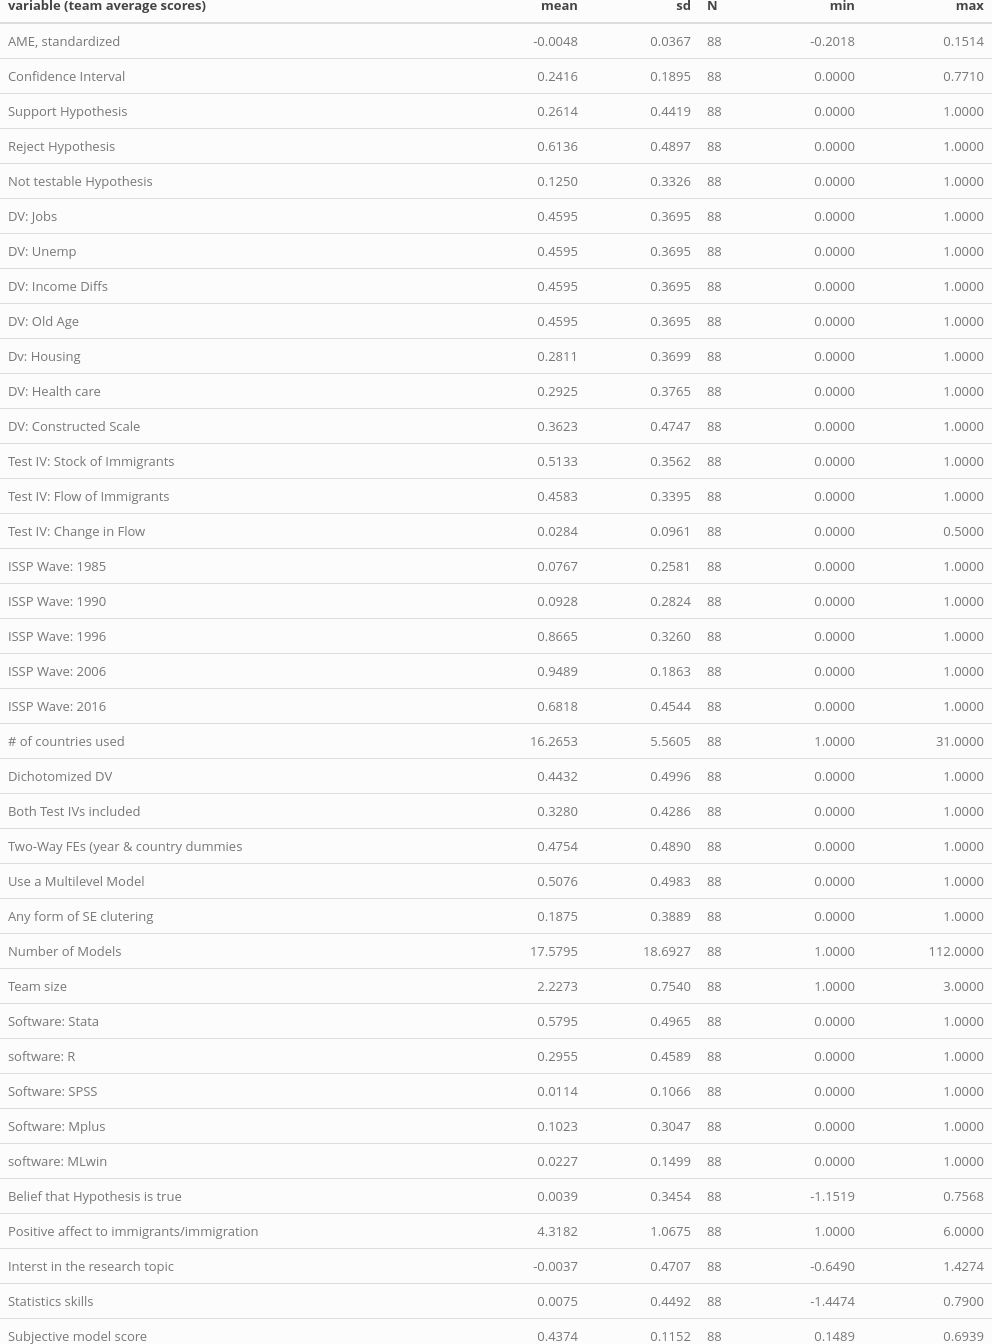 variable (team average scores) mean sd N min max
AME, standardized -0.0048 0.0367 88 -0.2018 0.1514
Confidence Interval 0.2416 0.1895 88 0.0000 0.7710
Support Hypothesis 0.2614 0.4419 88 0.0000 1.0000
Reject Hypothesis 0.6136 0.4897 88 0.0000 1.0000
Not testable Hypothesis 0.1250 0.3326 88 0.0000 1.0000
DV: Jobs 0.4595 0.3695 88 0.0000 1.0000
DV: Unemp 0.4595 0.3695 88 0.0000 1.0000
DV: Income Diffs 0.4595 0.3695 88 0.0000 1.0000
DV: Old Age 0.4595 0.3695 88 0.0000 1.0000
Dv: Housing 0.2811 0.3699 88 0.0000 1.0000
DV: Health care 0.2925 0.3765 88 0.0000 1.0000
DV: Constructed Scale 0.3623 0.4747 88 0.0000 1.0000
Test IV: Stock of Immigrants 0.5133 0.3562 88 0.0000 1.0000
Test IV: Flow of Immigrants 0.4583 0.3395 88 0.0000 1.0000
Test IV: Change in Flow 0.0284 0.0961 88 0.0000 0.5000
ISSP Wave: 1985 0.0767 0.2581 88 0.0000 1.0000
ISSP Wave: 1990 0.0928 0.2824 88 0.0000 1.0000
ISSP Wave: 1996 0.8665 0.3260 88 0.0000 1.0000
ISSP Wave: 2006 0.9489 0.1863 88 0.0000 1.0000
ISSP Wave: 2016 0.6818 0.4544 88 0.0000 1.0000
# of countries used 16.2653 5.5605 88 1.0000 31.0000
Dichotomized DV 0.4432 0.4996 88 0.0000 1.0000
Both Test IVs included 0.3280 0.4286 88 0.0000 1.0000
Two-Way FEs (year & country dummies 0.4754 0.4890 88 0.0000 1.0000
Use a Multilevel Model 0.5076 0.4983 88 0.0000 1.0000
Any form of SE clutering 0.1875 0.3889 88 0.0000 1.0000
Number of Models 17.5795 18.6927 88 1.0000 112.0000
Team size 2.2273 0.7540 88 1.0000 3.0000
Software: Stata 0.5795 0.4965 88 0.0000 1.0000
software: R 0.2955 0.4589 88 0.0000 1.0000
Software: SPSS 0.0114 0.1066 88 0.0000 1.0000
Software: Mplus 0.1023 0.3047 88 0.0000 1.0000
software: MLwin 0.0227 0.1499 88 0.0000 1.0000
Belief that Hypothesis is true 0.0039 0.3454 88 -1.1519 0.7568
Positive affect to immigrants/immigration 4.3182 1.0675 88 1.0000 6.0000
Interst in the research topic -0.0037 0.4707 88 -0.6490 1.4274
Statistics skills 0.0075 0.4492 88 -1.4474 0.7900
Subjective model score 0.4374 0.1152 88 0.1489 0.6939